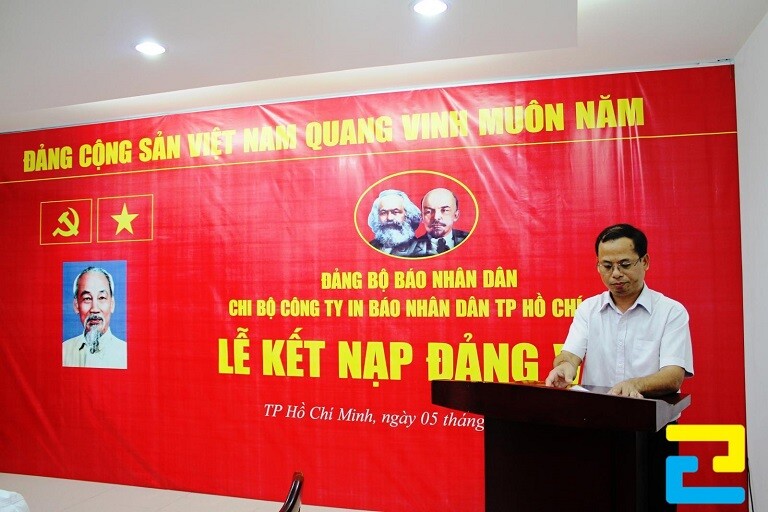 ĐẢNG CỘNG SẢN VIỆT NAM QUANG VINH MUÔN NĂM
ĐẢNG BỘ BÁO NHÂN DÂN
CHI BỘ CÔNG TY IN BÁO NHÂN DÂN TP HỒ CHÍ
LỄ KẾT NẠP ĐẢNG
TP Hồ Chí Minh, ngày 05 tháng